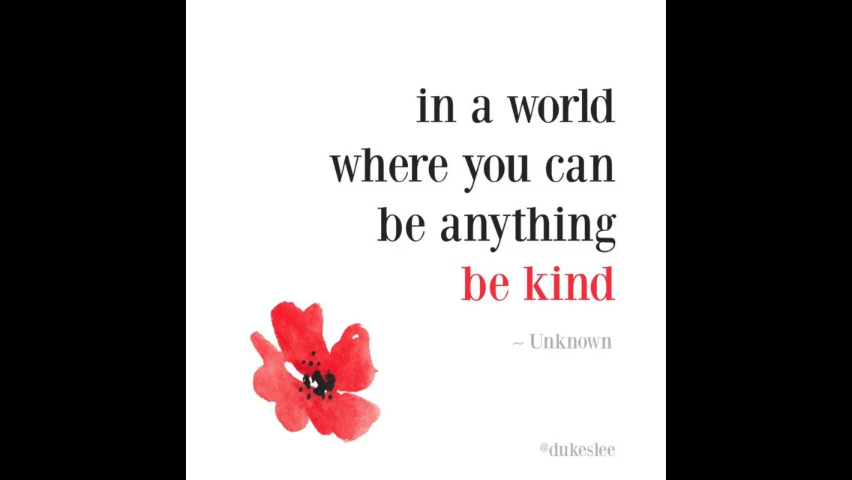 in a world
where you can
be anything
be kind
~ Unknown
@dukeslee